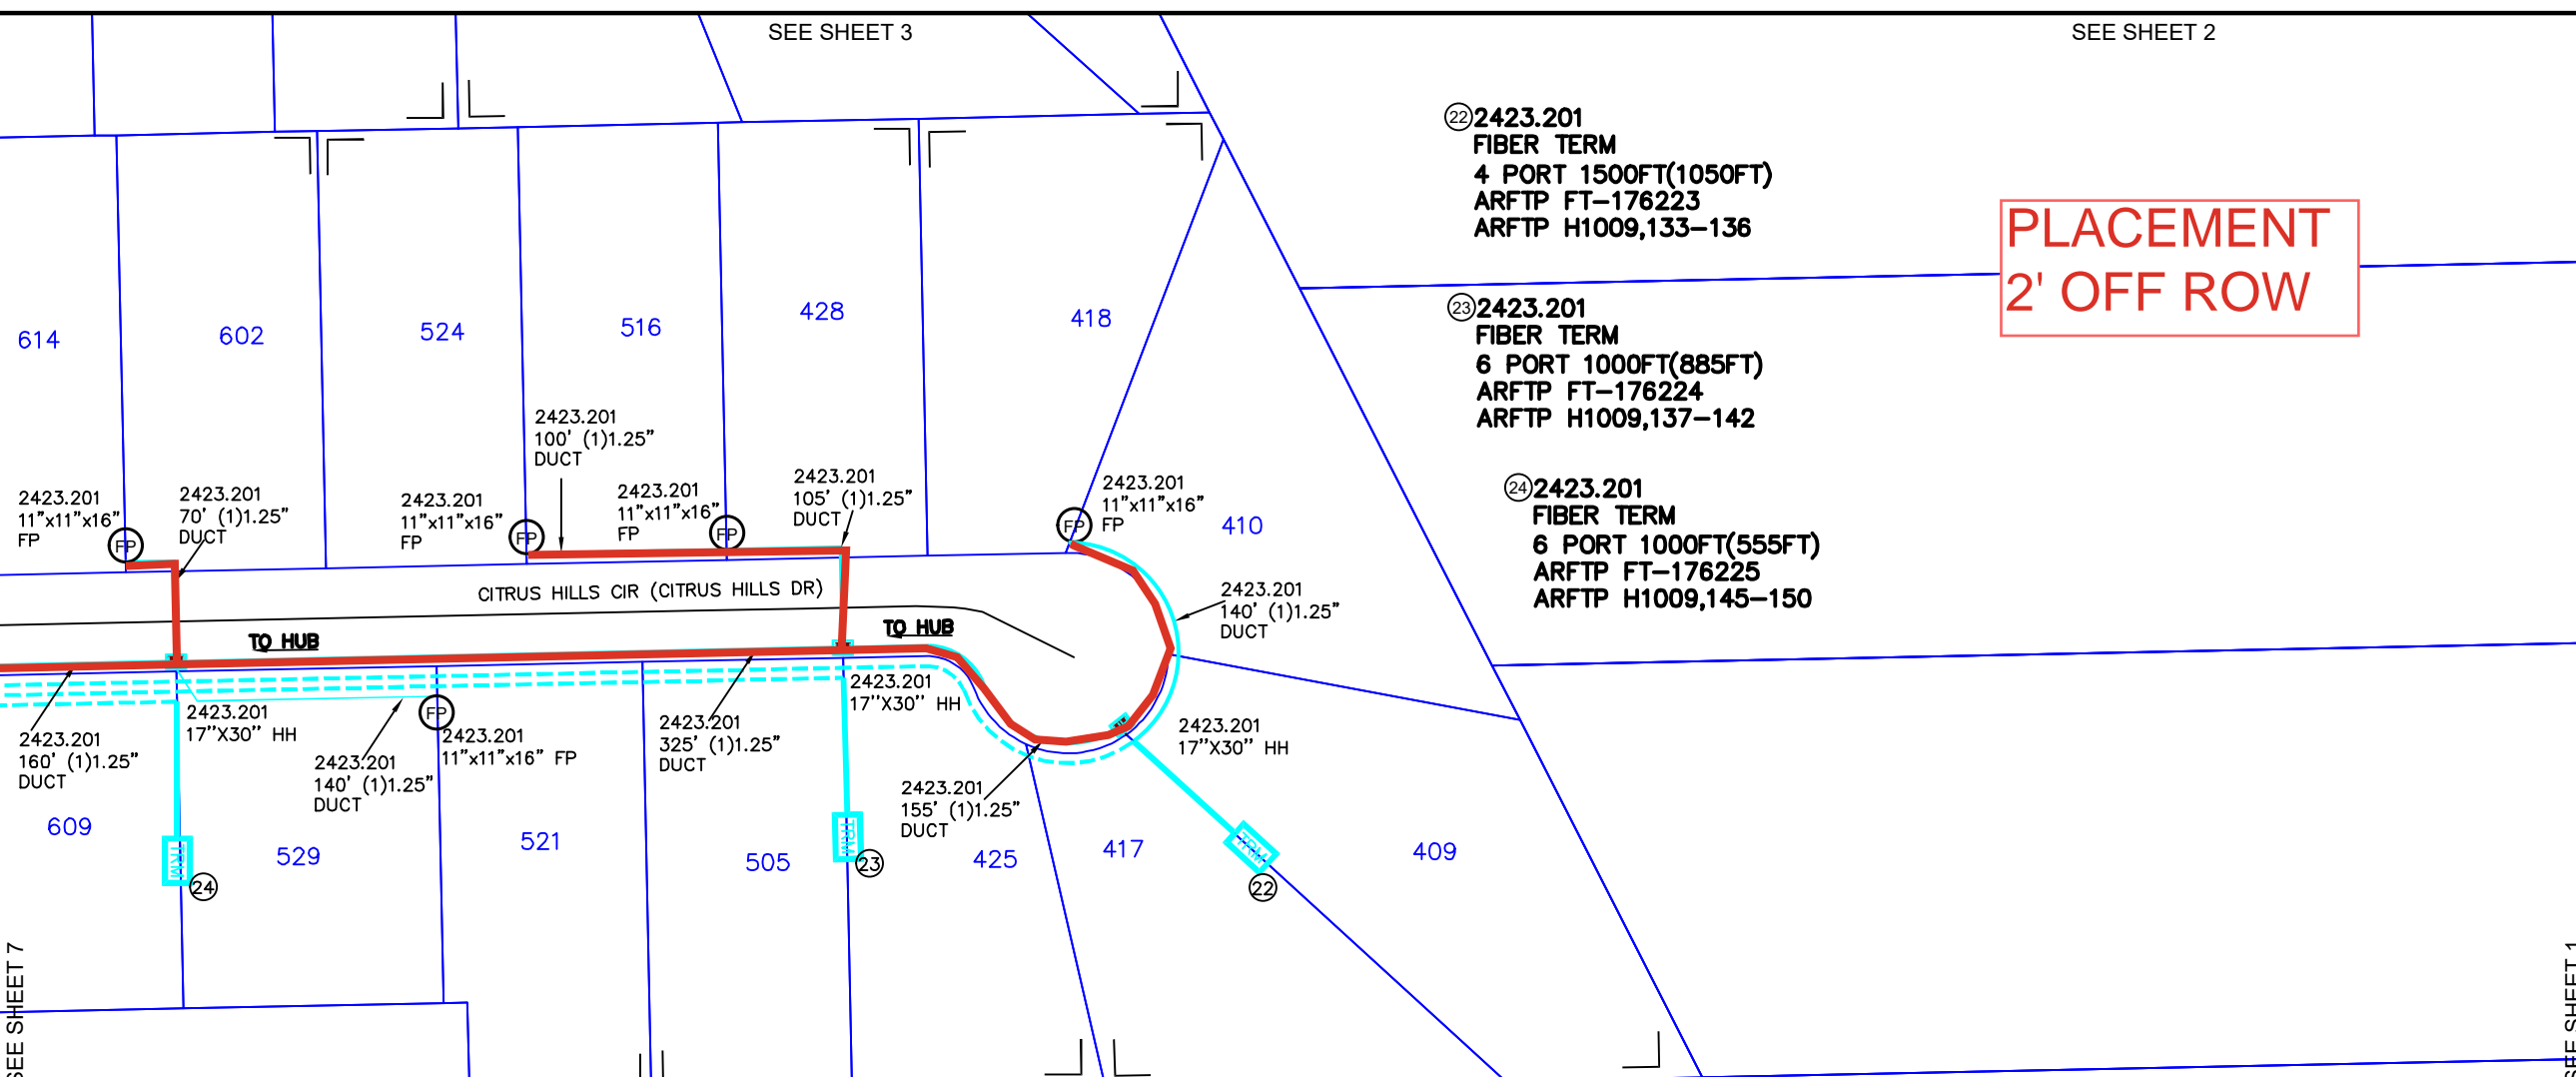 SEE SHEET 3
SEE SHEET 2
22
2423.201
FIBER TERM
4 PORT 1500FT(1050FT)
ARFTP FT-176223
ARFTP H1009,133-136
PLACEMENT
2' OFF ROW
23
2423.201
FIBER TERM
6 PORT 1000FT(885FT)
ARFTP FT-176224
ARFTP H1009,137-142
24
2423.201
FIBER TERM
6 PORT 1000FT(555FT)
ARFTP FT-176225
ARFTP H1009,145-150
614
602
524
516
428
418
410
2423.201
11"x11"x16"
FP
FP
2423.201
70' (1)1.25"
DUCT
2423.201
11"x11"x16"
FP
FP
2423.201
100' (1)1.25"
DUCT
2423.201
11"x11"x16"
FP
FP
2423.201
105' (1)1.25"
DUCT
2423.201
11"x11"x16"
FP
FP
2423.201
140' (1)1.25"
DUCT
CITRUS HILLS CIR (CITRUS HILLS DR)
TO HUB
TO HUB
2423.201
160' (1)1.25"
DUCT
2423.201
17"X30" HH
2423.201
140' (1)1.25"
DUCT
FP
2423.201
11"x11"x16" FP
2423.201
325' (1)1.25"
DUCT
2423.201
17"X30" HH
2423.201
155' (1)1.25"
DUCT
2423.201
17"X30" HH
609
529
521
505
425
417
409
TRM
24
TRM
23
TRM
22
SEE SHEET 7
SEE SHEET 1